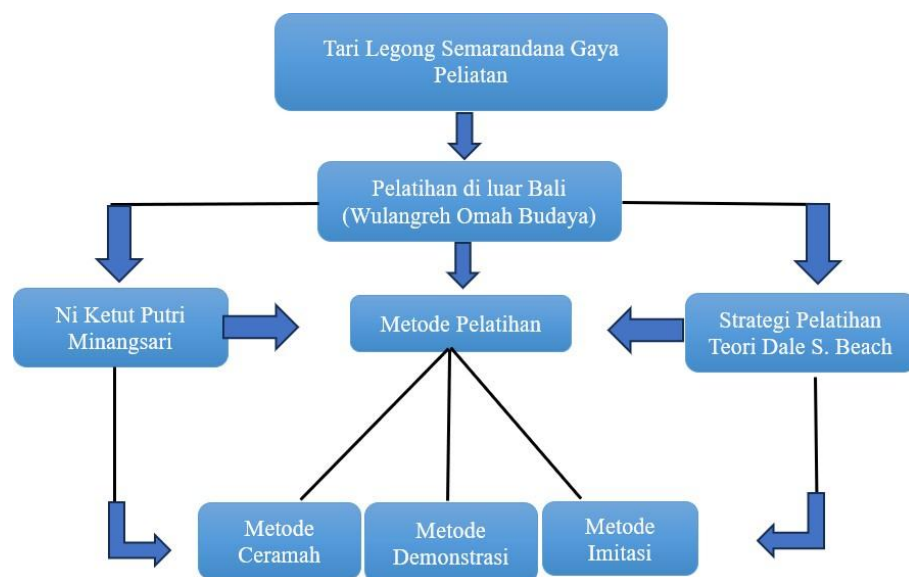 Tari Legong Semarandana Gaya
Peliatan
Pelatihan di luar Bali
(Wulangreh Omah Budaya)
Ni Ketut Putri
Minangsari
Metode Pelatihan
Strategi Pelatihan
Teori Dale S. Beach
Metode
Ceramah
Metode
Demonstrasi
Metode
Imitasi